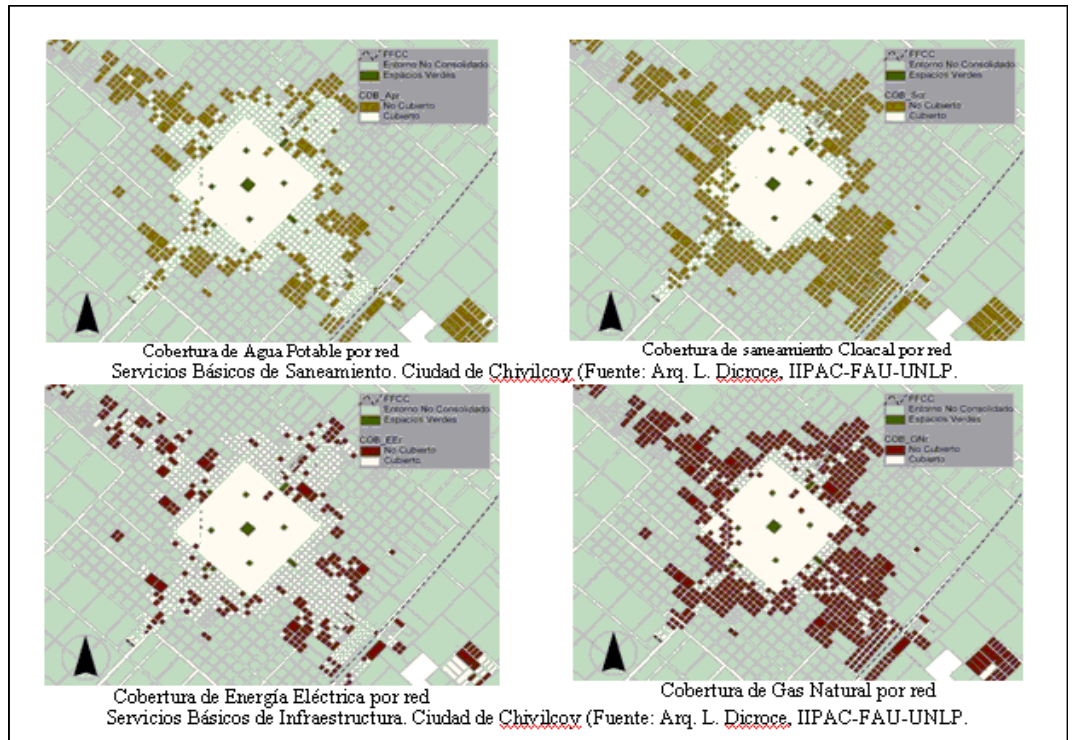 FFCC
Entorno No Consolidado
Espacios Verdes
COB_Apr
No Cubierto
Cubierto
FFCC
Entorno No Consolidado
Espacios Verdes
COB_Scr
No Cubierto
Cubierto
Cobertura de Agua Potable por red
Cobertura de saneamiento Cloacal por red
Servicios Básicos de Saneamiento. Ciudad de Chivilcoy (Fuente: Arq. L. Dicroce, IIPAC-FAU-UNLP.
FFCC
Entorno No Consolidado
Espacios Verdes
COB_EEr
No Cubierto
Cubierto
FFCC
Entorno No Consolidado
Espacios Verdes
COB_GNr
No Cubierto
Cubierto
Cobertura de Energía Eléctrica por red
Cobertura de Gas Natural por red
Servicios Básicos de Infraestructura. Ciudad de Chivilcoy (Fuente: Arq. L. Dicroce, IIPAC-FAU-UNLP.